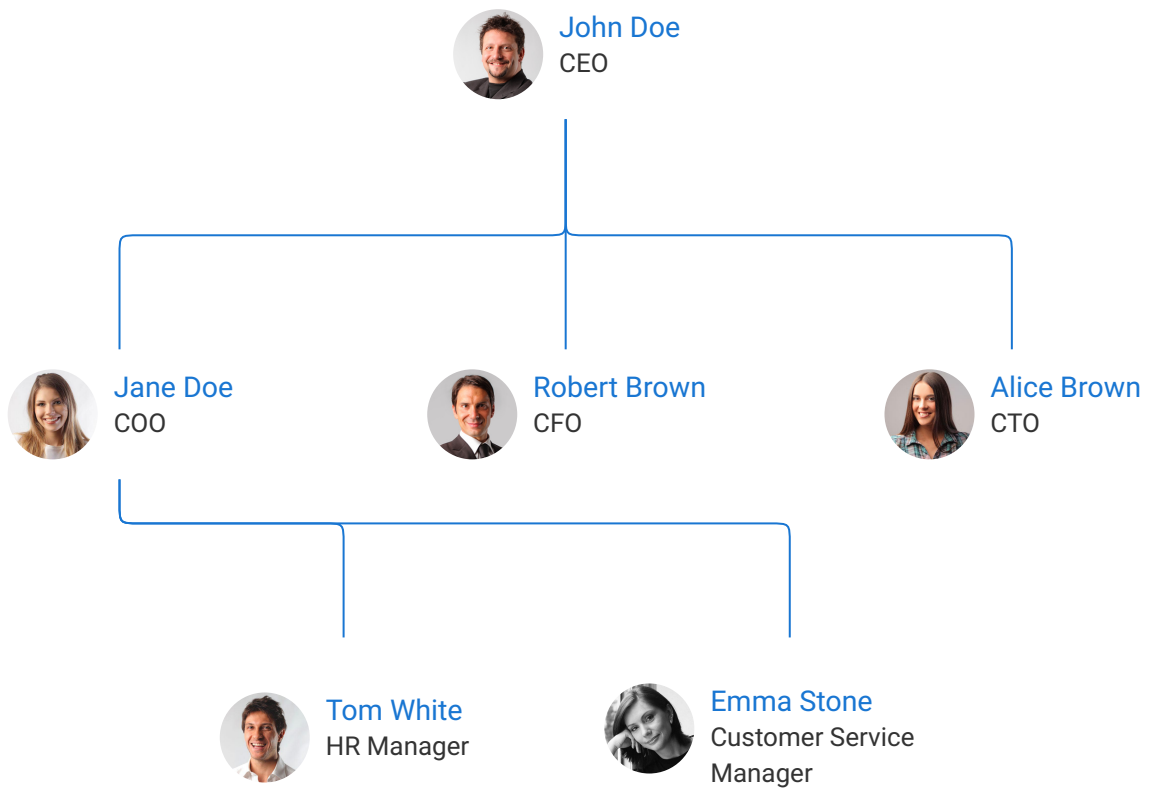 John Doe
CEO
Jane Doe
COO
Robert Brown
CFO
Alice Brown
CTO
Tom White
HR Manager
Emma Stone
Customer Service
Manager